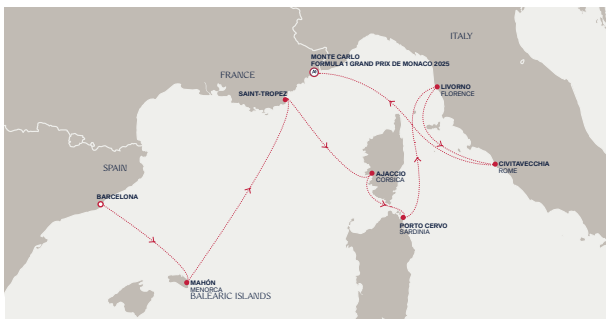 ITALY
MONTE CARLO
FORMULA 1 GRAND PRIX DE MONACO 2025
FRANCE
SAINT-TROPEZ
LIVORNO
FLORENCE
SPAIN
AJACCIO
CORSICA
CIVITAVECCHIA
ROME
BARCELONA
PORTO CERVO
SARDINIA
MAHÓN
MENORCA
BALEARIC ISLANDS